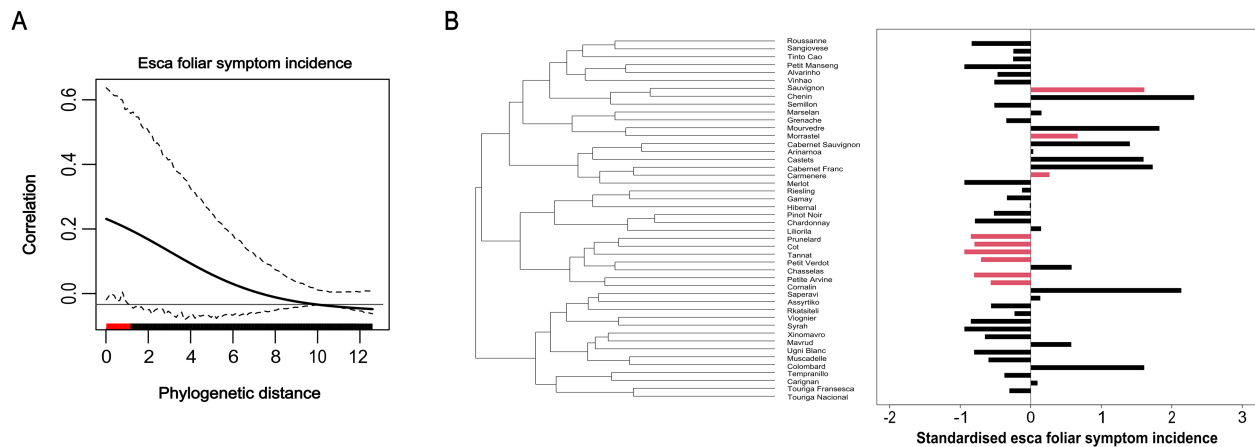 A
B
Esca foliar symptom incidence
Correlation
0.6
0.4
0.2
0.0
0 2 4 6 8 10 12
Phylogenetic distance
Roussanne
Sangiovese
Tinto Cao
Petit Manseng
Alvarinho
Vinhao
Sauvignon
Chenin
Semillon
Marselan
Grenache
Mourvedre
Morrastel
Cabernet Sauvignon
Arinarnoa
Castets
Cabernet Franc
Carmenere
Merlot
Riesling
Gamay
Hibernal
Pinot Noir
Chardonnay
Liliorila
Prunelard
Cot
Tannat
Petit Verdot
Chasselas
Petite Arvine
Cornalin
Saperavi
Assyrtiko
Rkatsiteli
Viognier
Syrah
Xinomavro
Mavrud
Ugni Blanc
Muscadelle
Colombard
Tempranillo
Carignan
Touriga Fransesca
Touriga Nacional
-2 -1 0 1 2 3
Standardised esca foliar symptom incidence